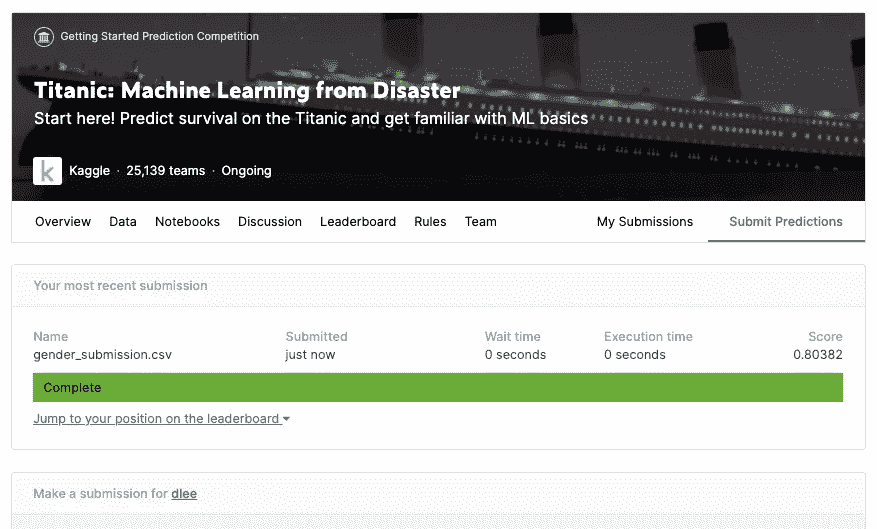 Getting Started Prediction Competition
Titanic: Machine Learning from Disaster
Start here! Predict survival on the Titanic and get familiar with ML basics
k Kaggle · 25,139 teams · Ongoing
Overview Data Notebooks Discussion Leaderboard Rules Team My Submissions Submit Predictions
Your most recent submission
Name Submitted Wait time Execution time Score
gender_submission.csv just now 0 seconds 0 seconds 0.80382
Complete
Jump to your position on the leaderboard
Make a submission for dlee